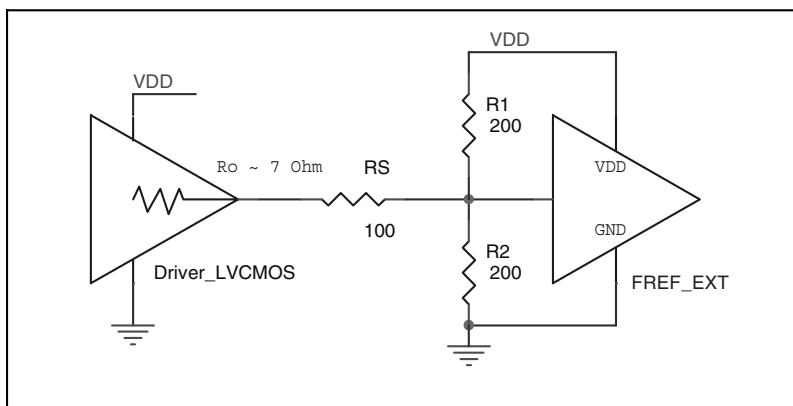 VDD
VDD
R1
200
Ro ~ 7 Ohm
RS
VDD
100
GND
R2
200
Driver_LVCMOS
FREF_EXT